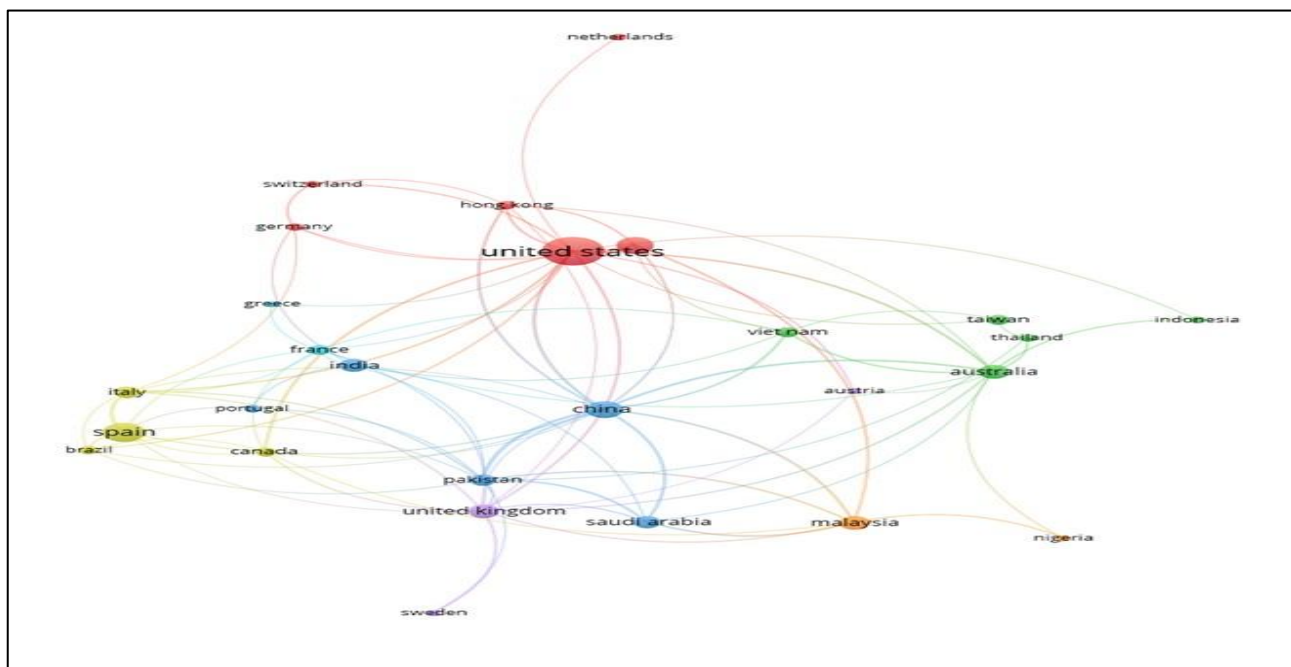 netherlands
switzerland
hong kong
germany
united states
greece
viet nam
taiwan
indonesia
thailand
france
india
australia
italy
austria
portugal
china
spain
brazil
canada
pakistan
united kingdom
saudi arabia
malaysia
nigeria
sweden